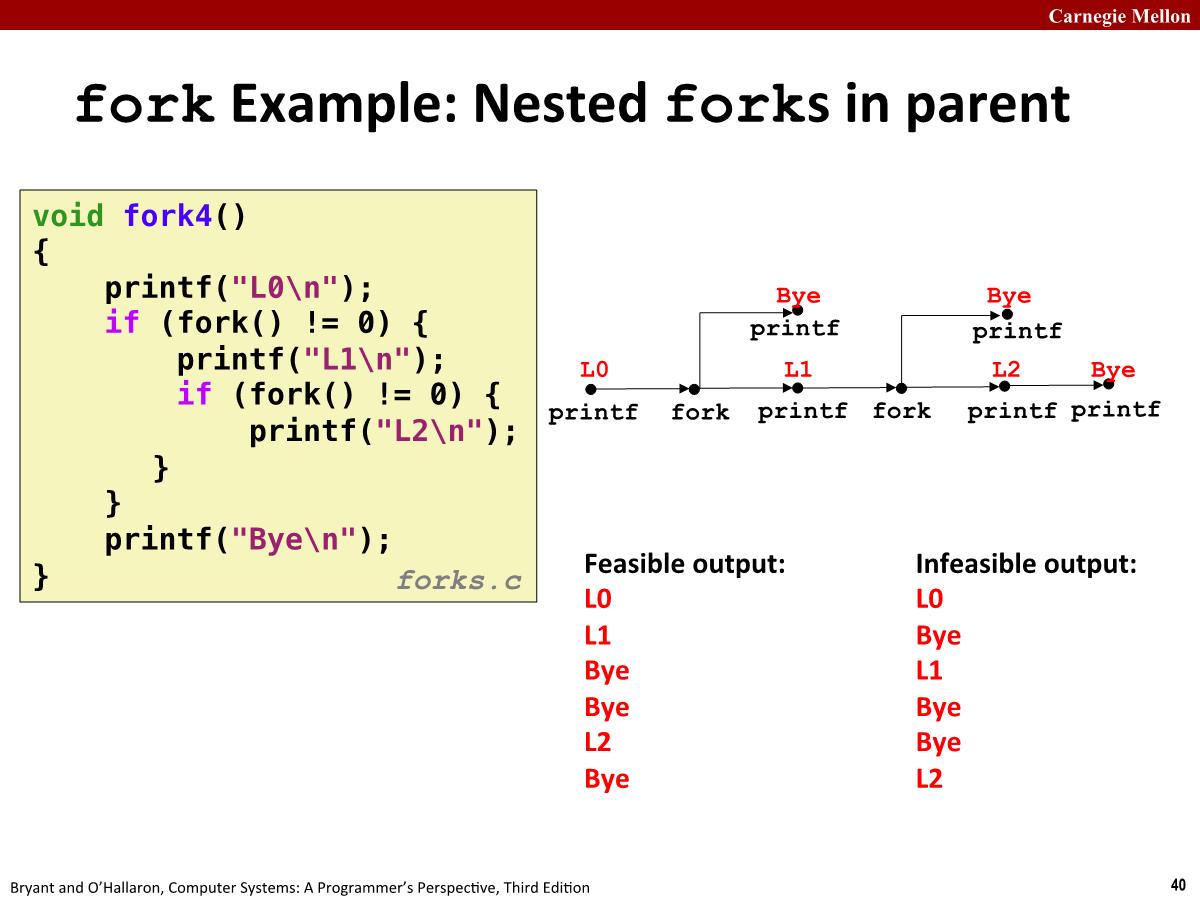 Carnegie Mellon
fork Example: Nested forks in parent
void fork4()
{
    printf("L0\n");
    if (fork() != 0) {
        printf("L1\n");
        if (fork() != 0) {
            printf("L2\n");
        }
    }
    printf("Bye\n");
}
forks.c
Bye
Bye
printf
printf
L0
L1
L2
Bye
printf
fork
printf
fork
printf
printf
Feasible output:
L0
L1
Bye
Bye
L2
Bye
Infeasible output:
L0
Bye
L1
Bye
Bye
L2
Bryant and O’Hallaron, Computer Systems: A Programmer’s Perspective, Third Edition
40